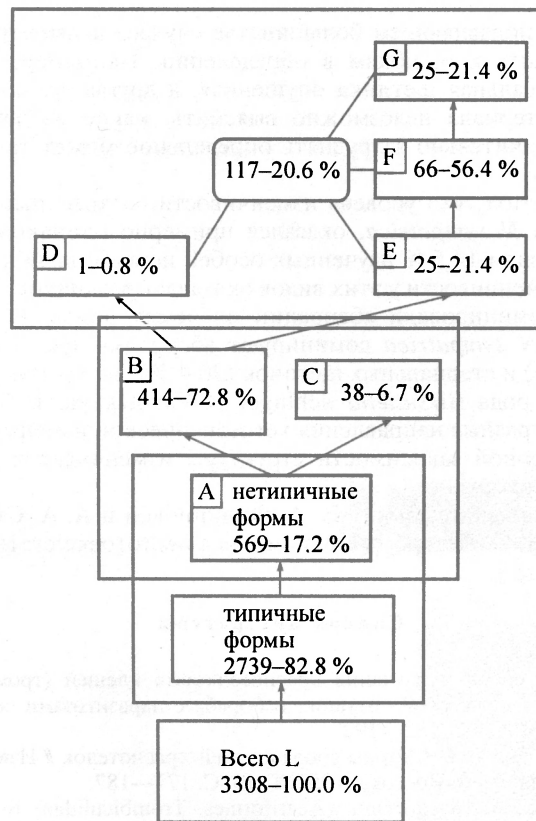 G
25–21.4 %
F
117–20.6 %
66–56.4 %
D
E
1–0.8 %
25–21.4 %
B
C
414–72.8 %
38–6.7 %
A
нетипичные
формы
569–17.2 %
типичные
формы
2739–82.8 %
Всего L
3308–100.0 %